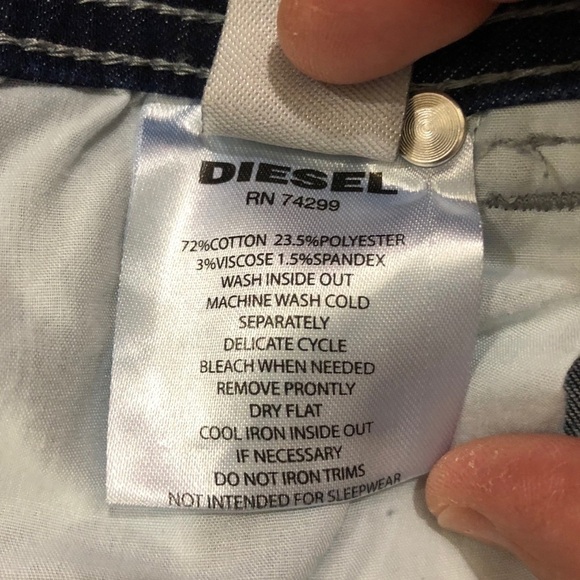 DIESEL
RN 74299
72%COTTON 23.5%POLYESTER
3%VISCOSE 1.5%SPANDEX
WASH INSIDE OUT
MACHINE WASH COLD
SEPARATELY
DELICATE CYCLE
BLEACH WHEN NEEDED
REMOVE PRONTLY
DRY FLAT
COOL IRON INSIDE OUT
IF NECESSARY
DO NOT IRON TRIMS
NOT INTENDED FOR SLEEPWEAR